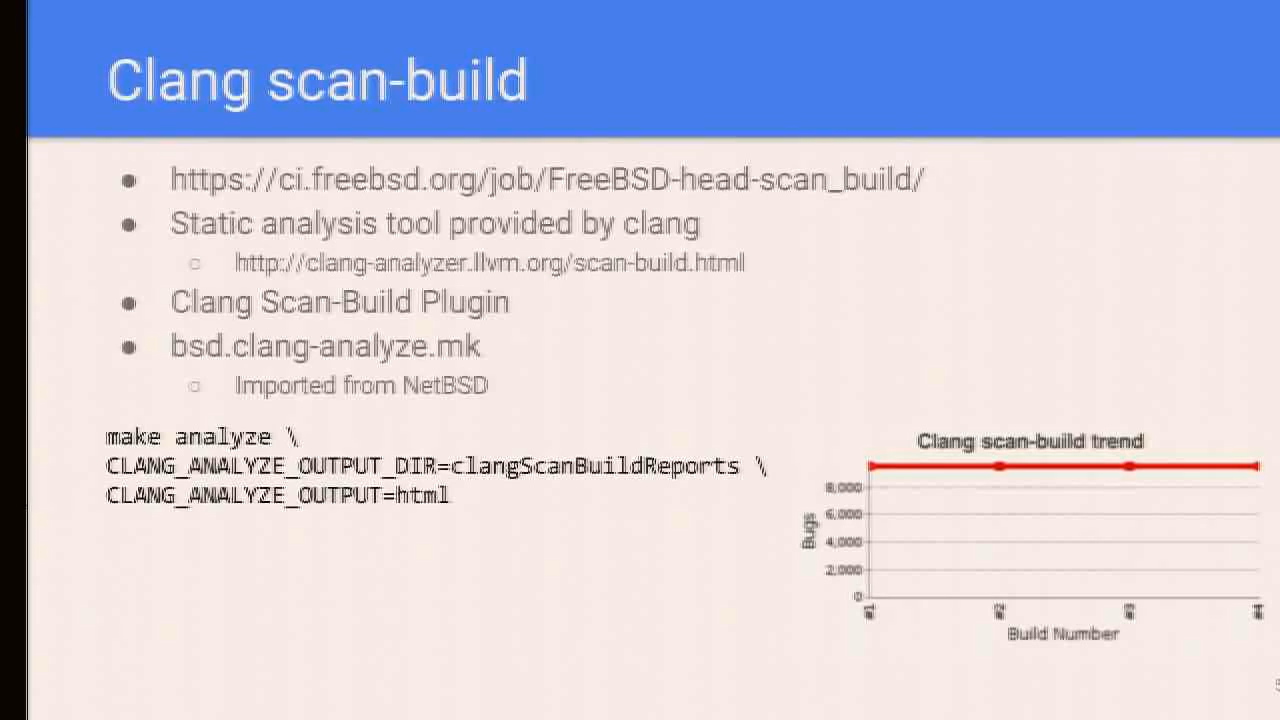 Clang scan-build
● https://ci.freebsd.org/job/FreeBSD-head-scan_build/
● Static analysis tool provided by clang
○ http://clang-analyzer.llvm.org/scan-build.html
● Clang Scan-Build Plugin
● bsd.clang-analyze.mk
○ Imported from NetBSD
make analyze \
CLANG_ANALYZE_OUTPUT_DIR=clangScanBuildReports \
CLANG_ANALYZE_OUTPUT=html
Clang scan-build trend
Bugs
8,000
6,000
4,000
2,000
0
#1 #2 #3 #4
Build Number